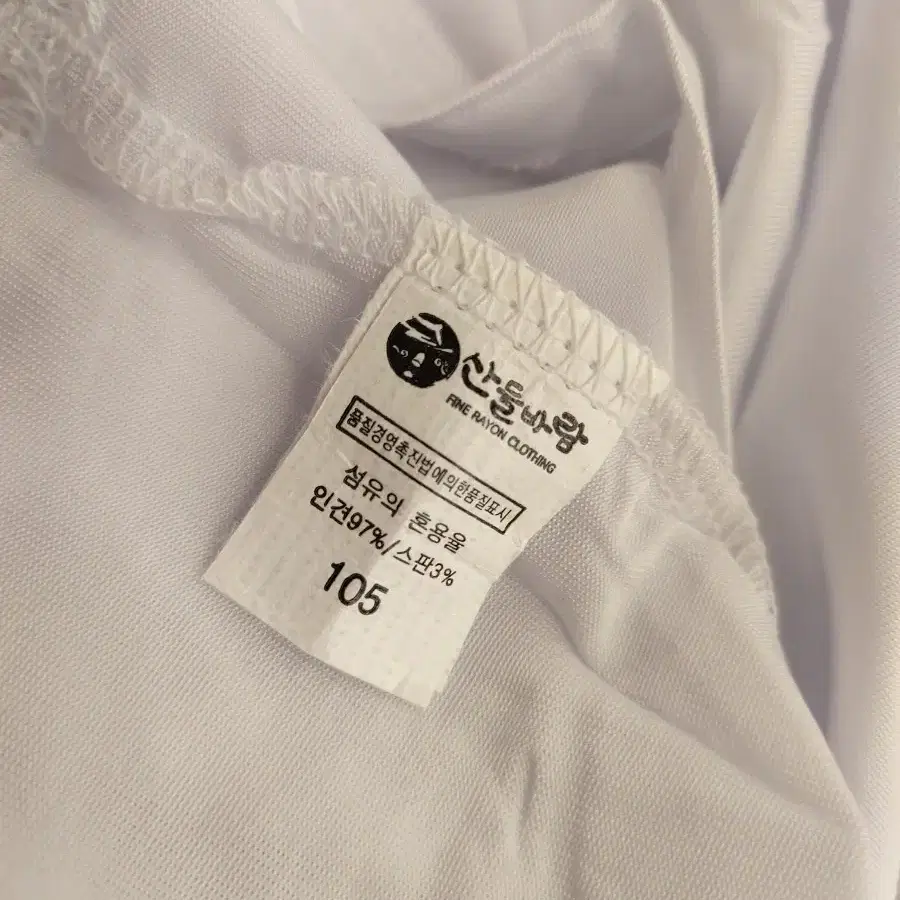 산들바람
FINE RAYON CLOTHING
품질경영촉진법에의한품질표시
섬유의 혼용율
인견97%/스판3%
105